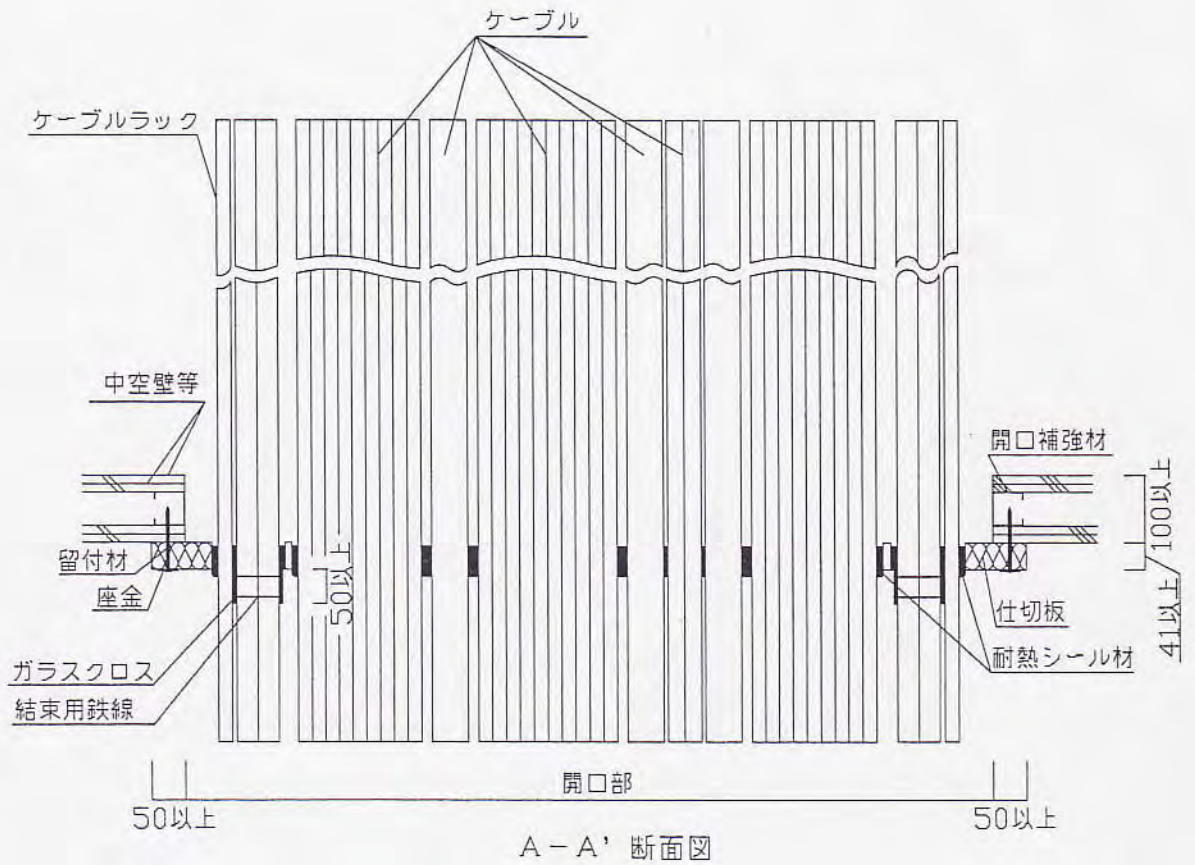 ケーブル
ケーブルラック
中空壁等
開口補強材
100以上
留付材
座金
50以上
仕切板
41以上
ガラスクロス
耐熱シール材
結束用鉄線
開口部
50以上
50以上
A-A' 断面図